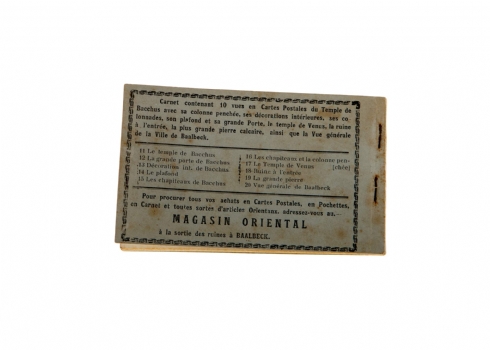 Carnet contenant 10 vues en Cartes Postales du Temple de
Bacchus avec sa colonne penchée, ses décorations intérieures, ses co-
lonnades, son plafond et sa grande Porte, le temple de Venus, la ruine
à l'entrée, la plus grande pierre calcaire, ainsi que la Vue générale
de la Ville de Baalbeck.
11 Le temple de Bacchus
12 La grande porte de Bacchus
13 Décoration int. de Bacchus
14 Le plafond
15 Les chapiteaux de Bacchus
16 Les chapiteaux et la colonne pen-
17 Le Temple de Venus [chée]
18 Ruins à l'entrée
19 La grande pierre
20 Vue générale de Baalbeck
Pour procurer tous vos achats en Cartes Postales, en Pochettes,
en Carnet et toutes sortes d'articles Orientaus, adressez-vous au.
MAGASIN ORIENTAL
à la sortie des ruines à BAALBECK.